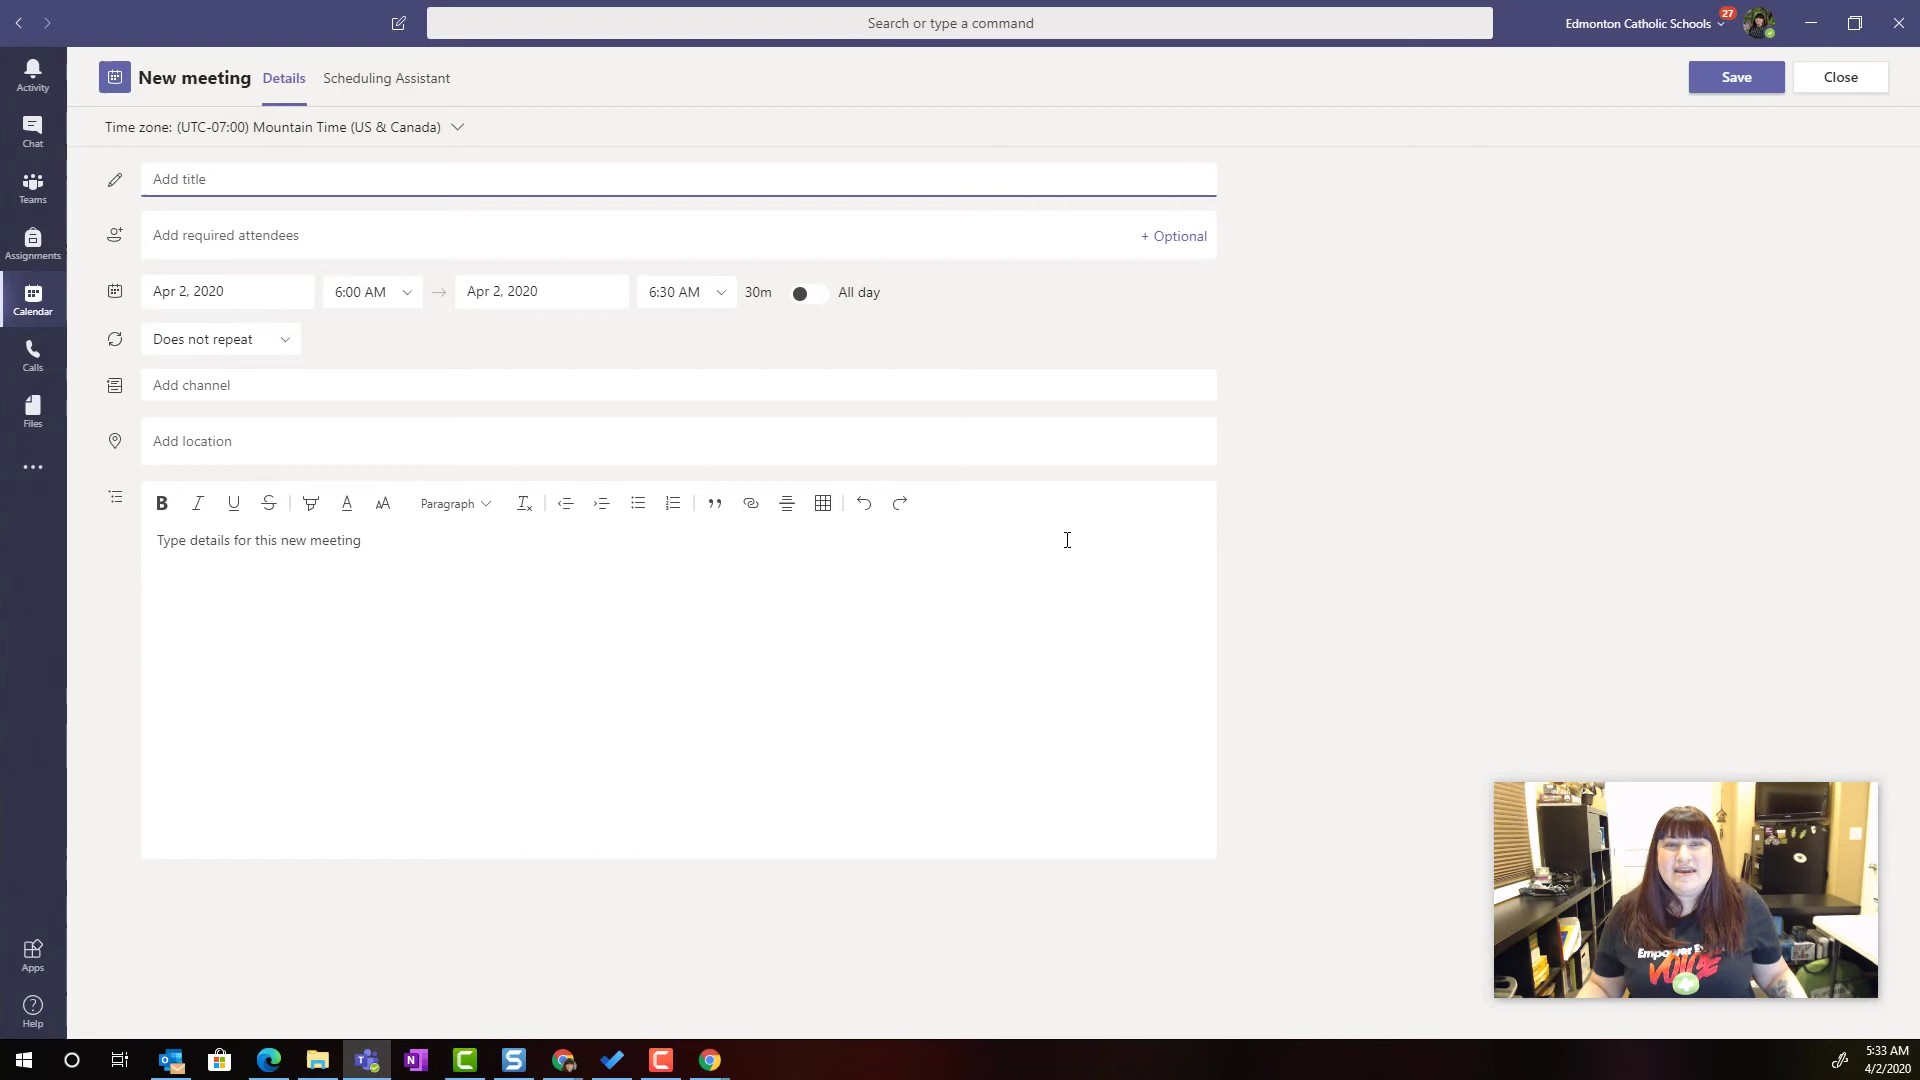 Search or type a command
Edmonton Catholic Schools
27
Activity
Chat
Teams
Assignments
Calendar
Calls
Files
Apps
Help
New meeting Details Scheduling Assistant
Save Close
Time zone: (UTC-07:00) Mountain Time (US & Canada)
Add title
Add required attendees + Optional
Apr 2, 2020 6:00 AM Apr 2, 2020 6:30 AM 30m All day
Does not repeat
Add channel
Add location
Paragraph
Type details for this new meeting
VOICE
5:33 AM
4/2/2020